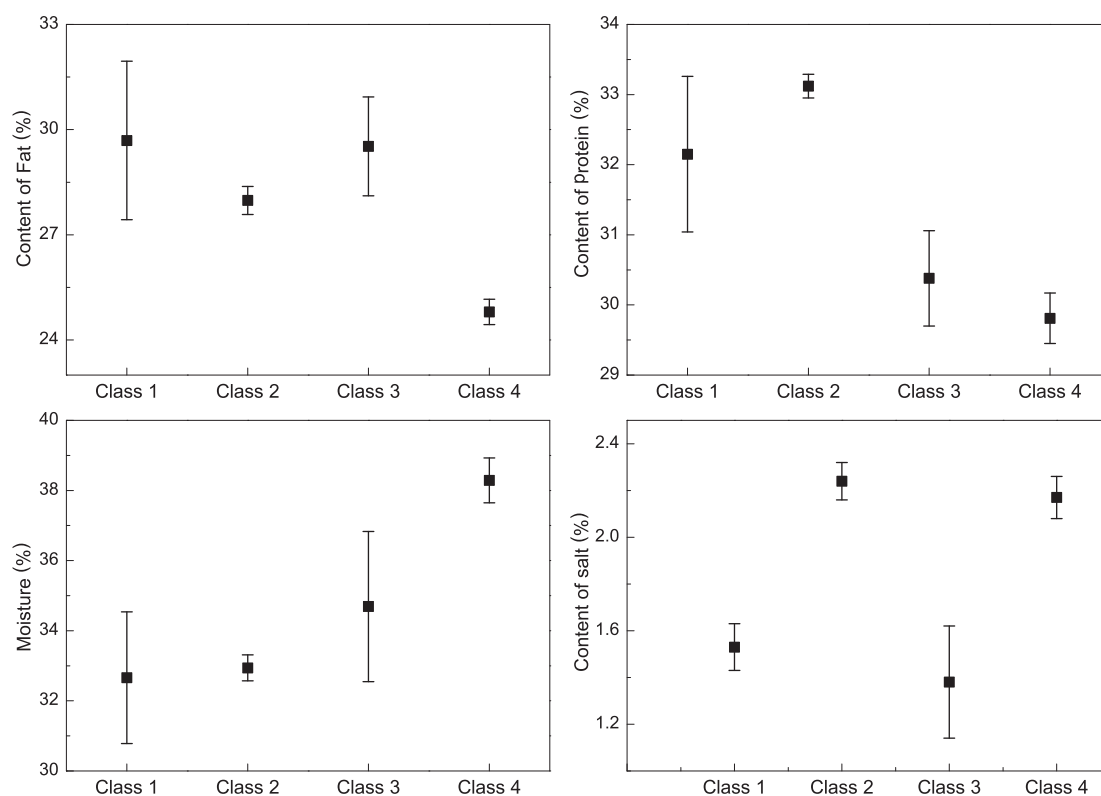 33
30
27
24
Content of Fat (%)
Class 1 Class 2 Class 3 Class 4
34
33
32
31
30
29
Content of protein (%)
Class 1 Class 2 Class 3 Class 4
40
38
36
34
33
32
30
Moisture (%)
Class 1 Class 2 Class 3 Class 4
2.4
2.0
1.6
1.2
Content of salt (%)
Class 1 Class 2 Class 3 Class 4